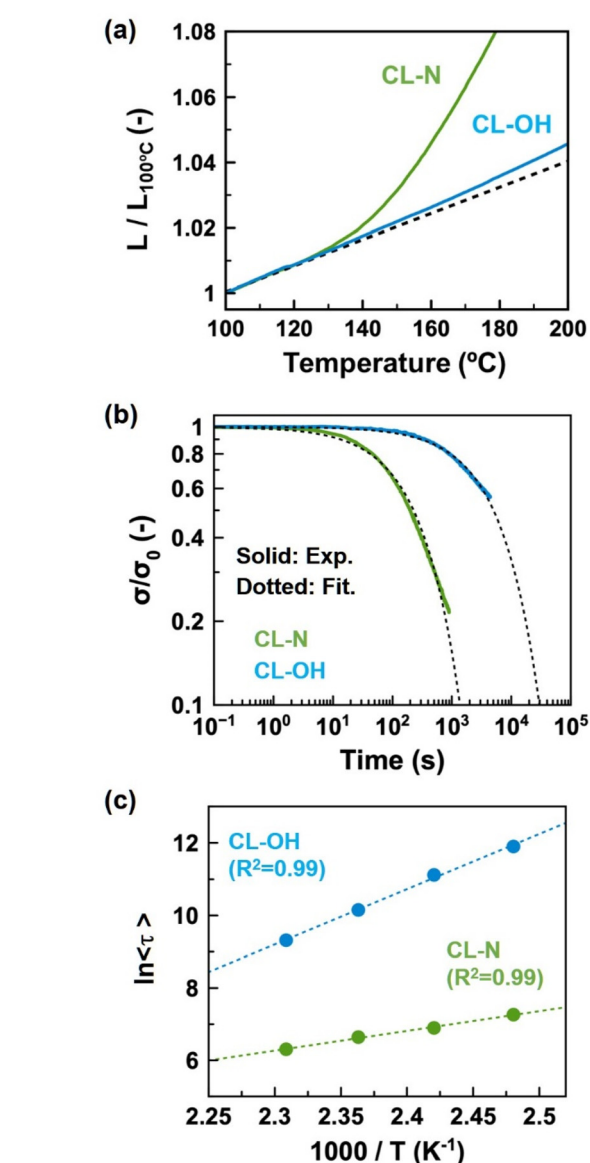 (a)
1.08
1.06
1.04
1.02
1
L / L100ºC (-)
CL-N
CL-OH
100 120 140 160 180 200
Temperature (ºC)
(b)
1
0.8
0.6
0.4
0.2
0.1
σ/σ0 (-)
Solid: Exp.
Dotted: Fit.
CL-N
CL-OH
10⁻¹ 10⁰ 10¹ 10² 10³ 10⁴ 10⁵
Time (s)
(c)
12
10
8
6
ln<τ >
CL-OH
(R²=0.99)
CL-N
(R²=0.99)
2.25 2.3 2.35 2.4 2.45 2.5
1000 / T (K⁻¹)